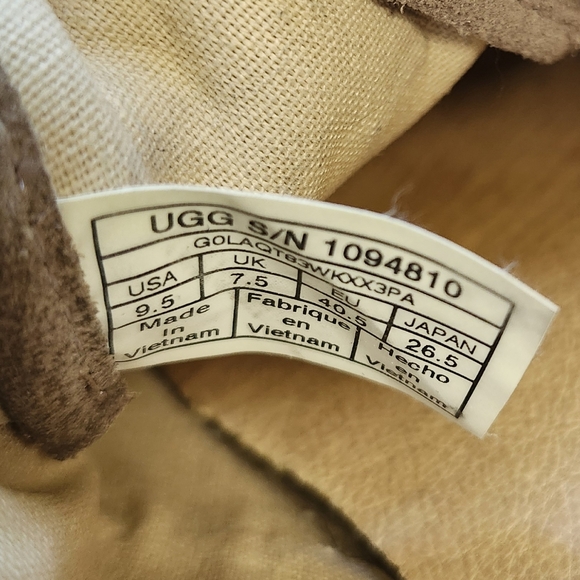 UGG S/N 1094810
G0LAQT83WKXX3PA
USA UK EU JAPAN
9.5 7.5 40.5 26.5
Made Fabrique Hecho
In en en
Vietnam Vietnam Vietnam